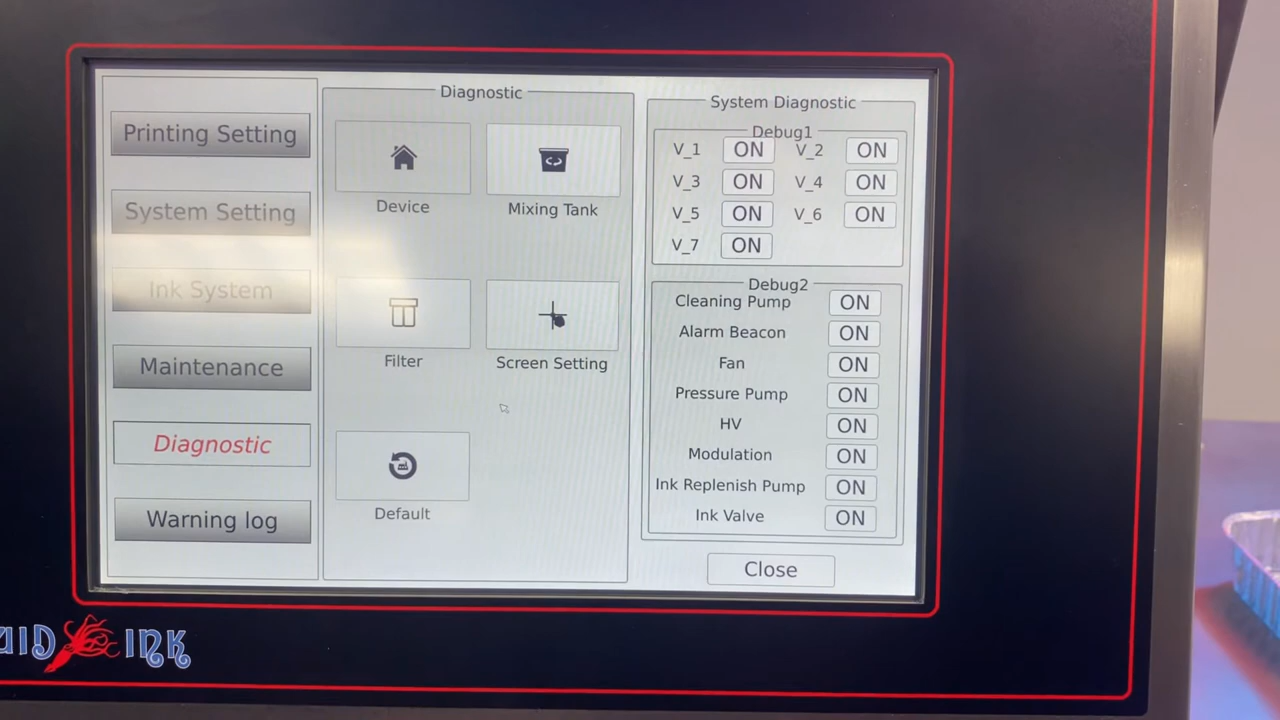 Printing Setting
System Setting
Ink System
Maintenance
Diagnostic
Warning log
Diagnostic
Device
Mixing Tank
Filter
Screen Setting
Default
System Diagnostic
Debug1
V_1 ON V_2 ON
V_3 ON V_4 ON
V_5 ON V_6 ON
V_7 ON
Debug2
Cleaning Pump ON
Alarm Beacon ON
Fan ON
Pressure Pump ON
HV ON
Modulation ON
Ink Replenish Pump ON
Ink Valve ON
Close
UID INK